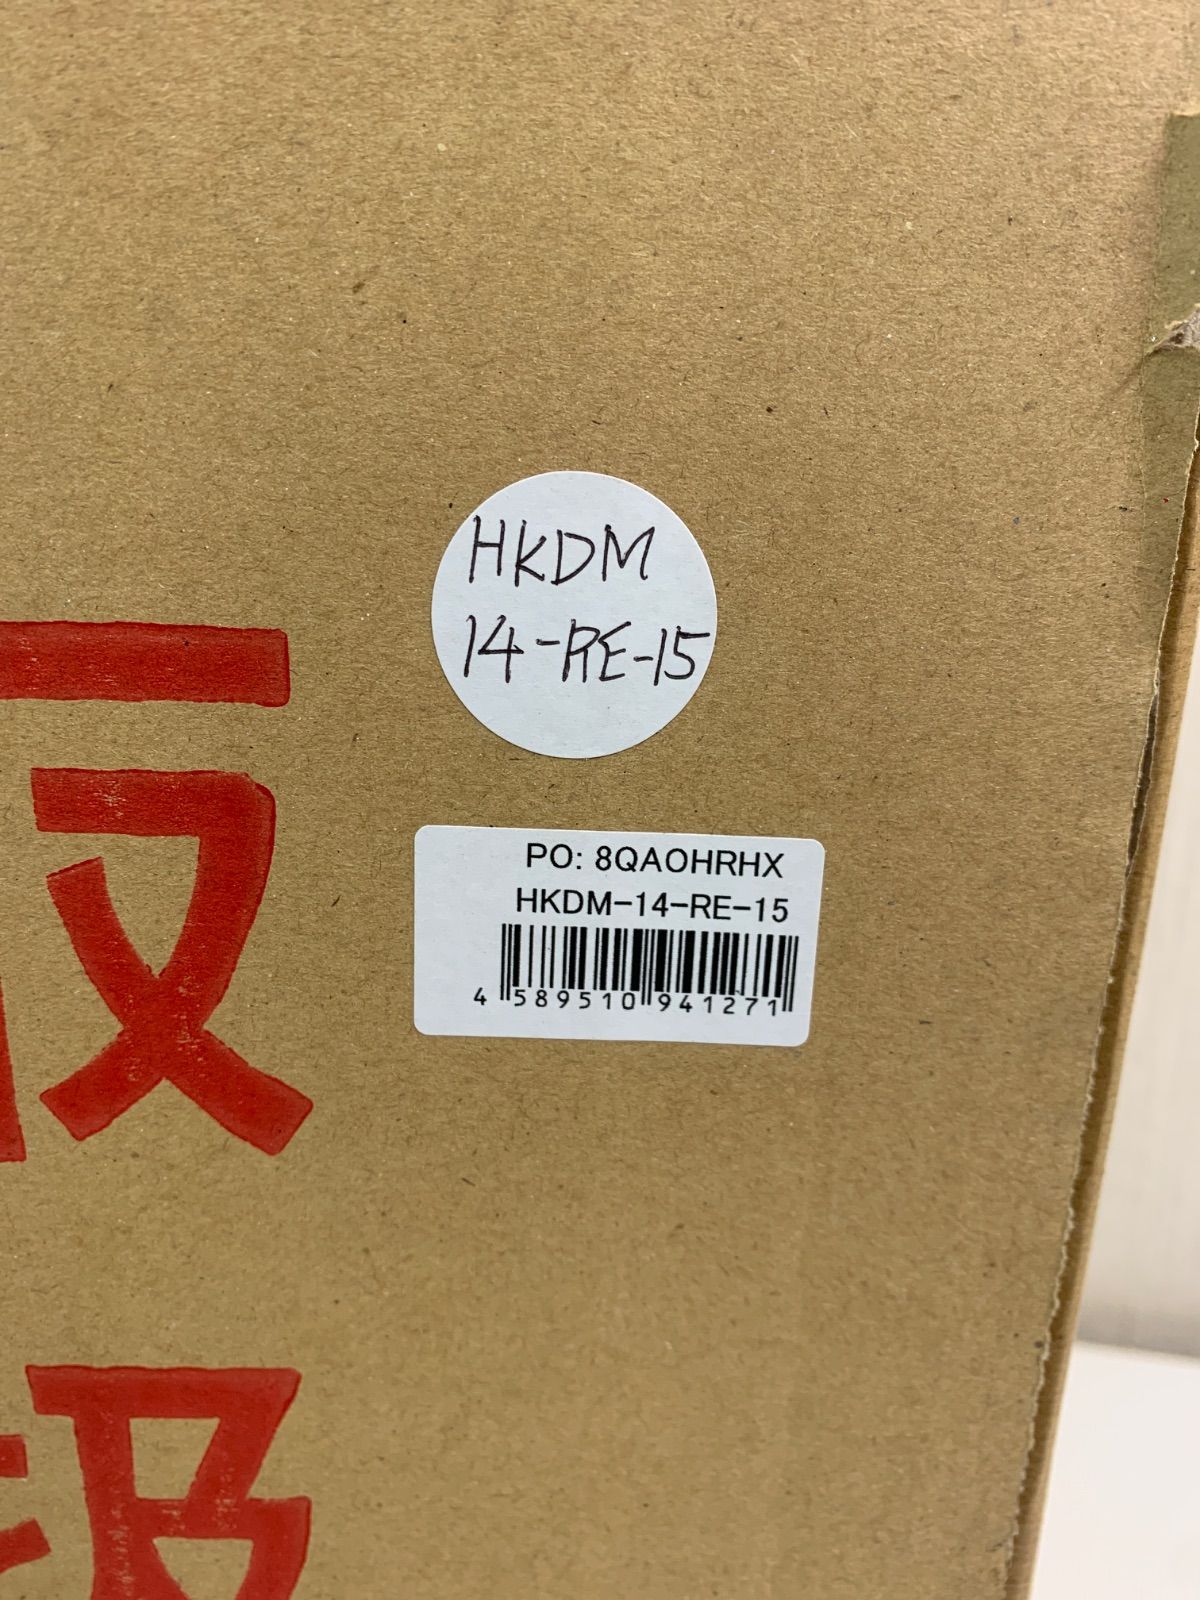 HKDM
14-RE-15
PO: 8QAOHRHX
HKDM-14-RE-15
4 589510 941271